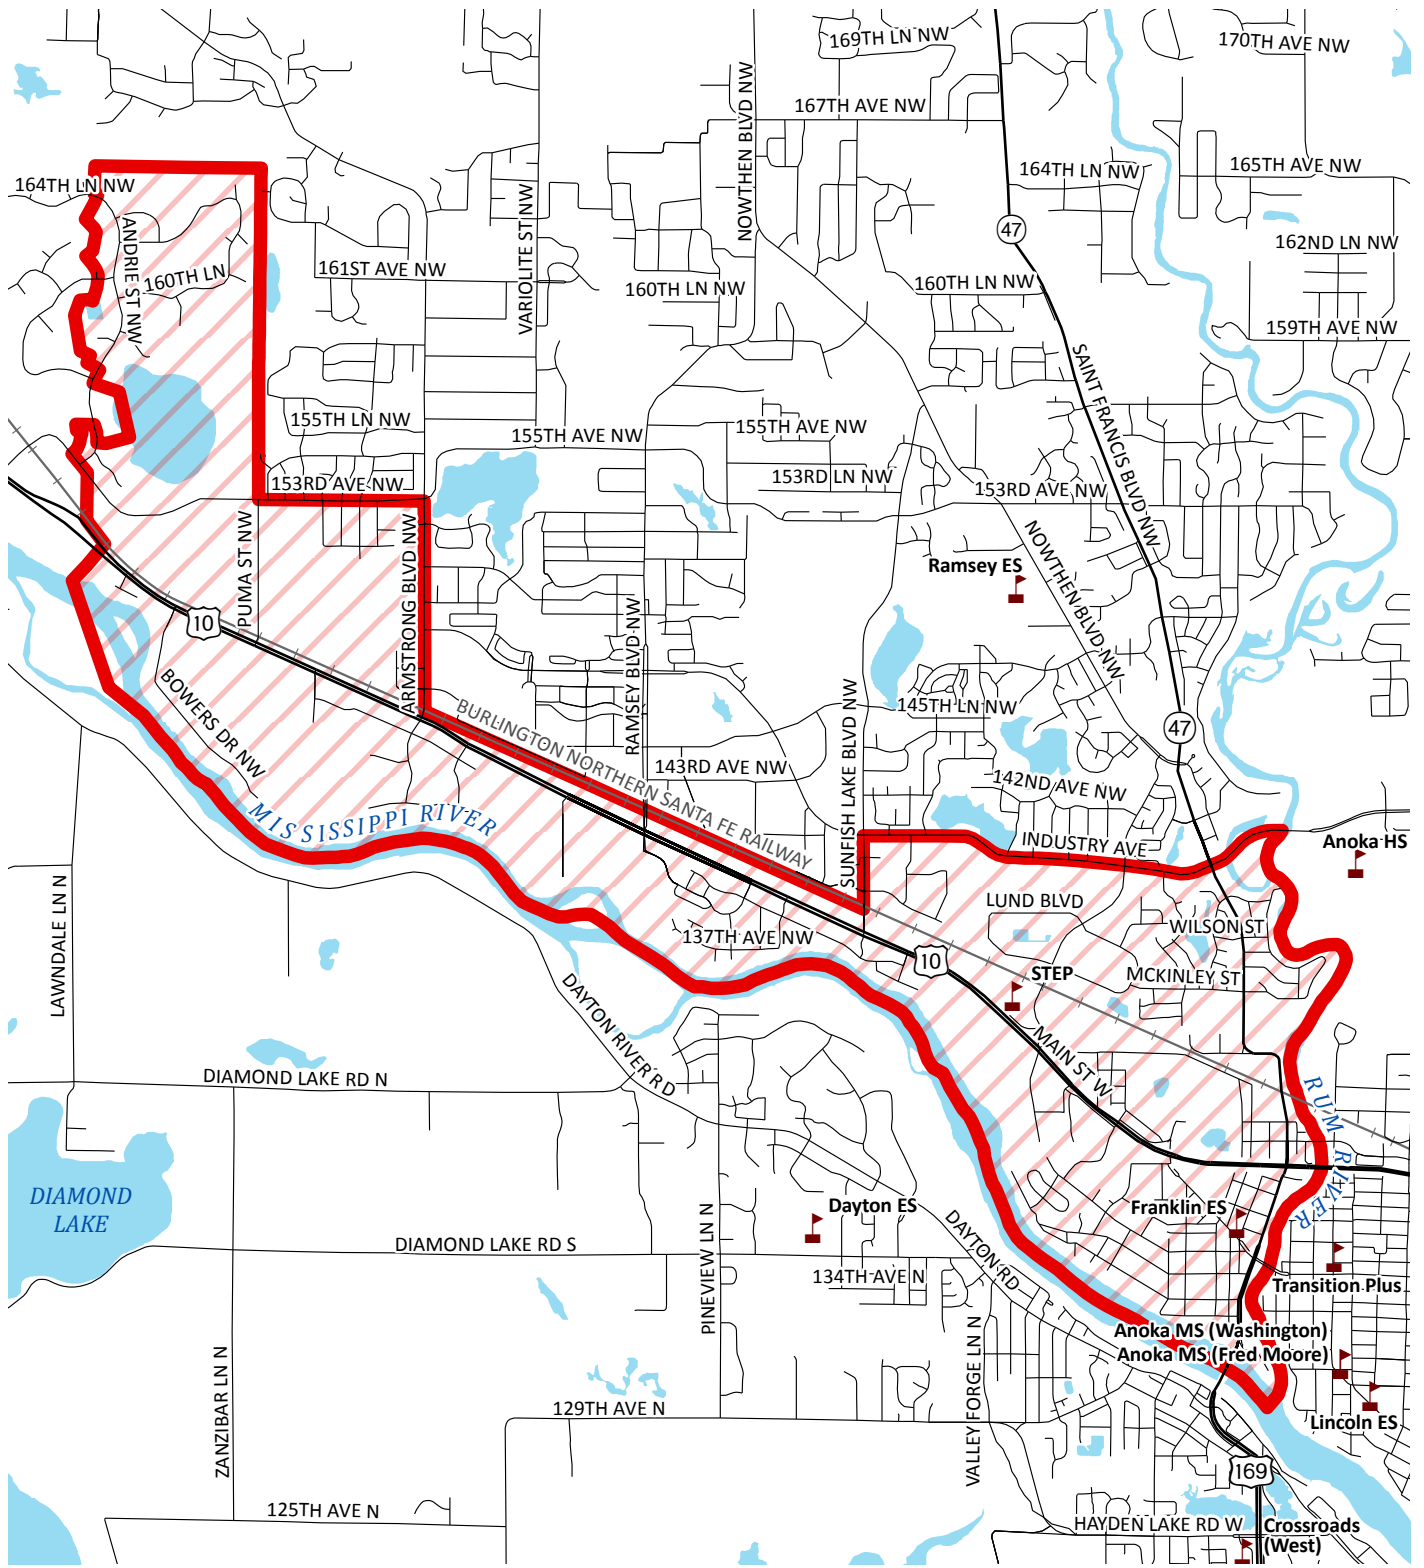 169TH LN NW
170TH AVE NW
167TH AVE NW
NOWTHEN BLVD NW
164TH LN NW
165TH AVE NW
164TH LN NW
VARIOLITE ST NW
47
ANDRIE ST NW
162ND LN NW
160TH LN
161ST AVE NW
160TH LN NW
160TH LN NW
159TH AVE NW
SAINT FRANCIS BLVD NW
155TH LN NW
155TH AVE NW
155TH AVE NW
153RD AVE NW
153RD LN NW
153RD AVE NW
NOWTHEN BLVD NW
PUMA ST NW
ARMSTRONG BLVD NW
Ramsey ES
10
RAMSEY BLVD NW
BOWERS DR NW
SUNFISH LAKE BLVD NW
145TH LN NW
47
BURLINGTON NORTHERN SANTA FE RAILWAY
143RD AVE NW
142ND AVE NW
MISSISSIPPI RIVER
INDUSTRY AVE
Anoka HS
LAWNDALE LN N
LUND BLVD
WILSON ST
137TH AVE NW
10
STEP
MCKINLEY ST
DAYTON RIVER RD
MAIN ST W
DIAMOND LAKE RD N
RUM RIVER
DIAMOND
LAKE
Dayton ES
Franklin ES
PINEVIEW LN N
DAYTON RD
DIAMOND LAKE RD S
134TH AVE N
Transition Plus
Anoka MS (Washington)
Anoka MS (Fred Moore)
ZANZIBAR LN N
VALLEY FORGE LN N
129TH AVE N
Lincoln ES
169
125TH AVE N
HAYDEN LAKE RD W
Crossroads
(West)